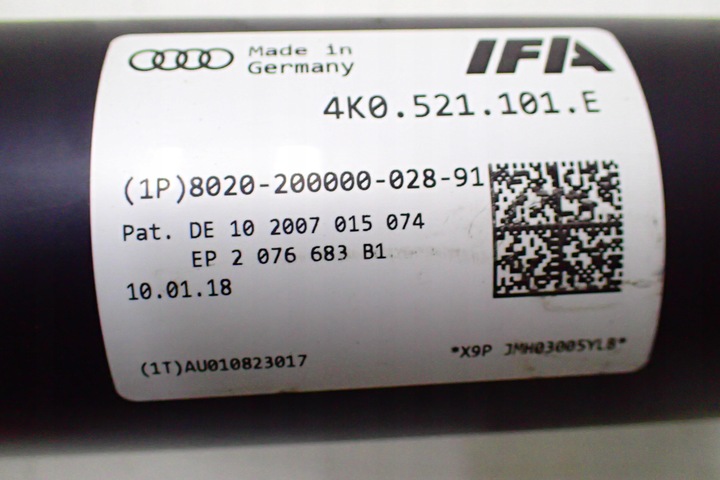 Made in
Germany
IFA
4K0.521.101.E
(1P)8020-200000-028-91
Pat. DE 10 2007 015 074
EP 2 076 683 B1
10.01.18
(1T)AU010823017
*X9P JMH03005YLB*